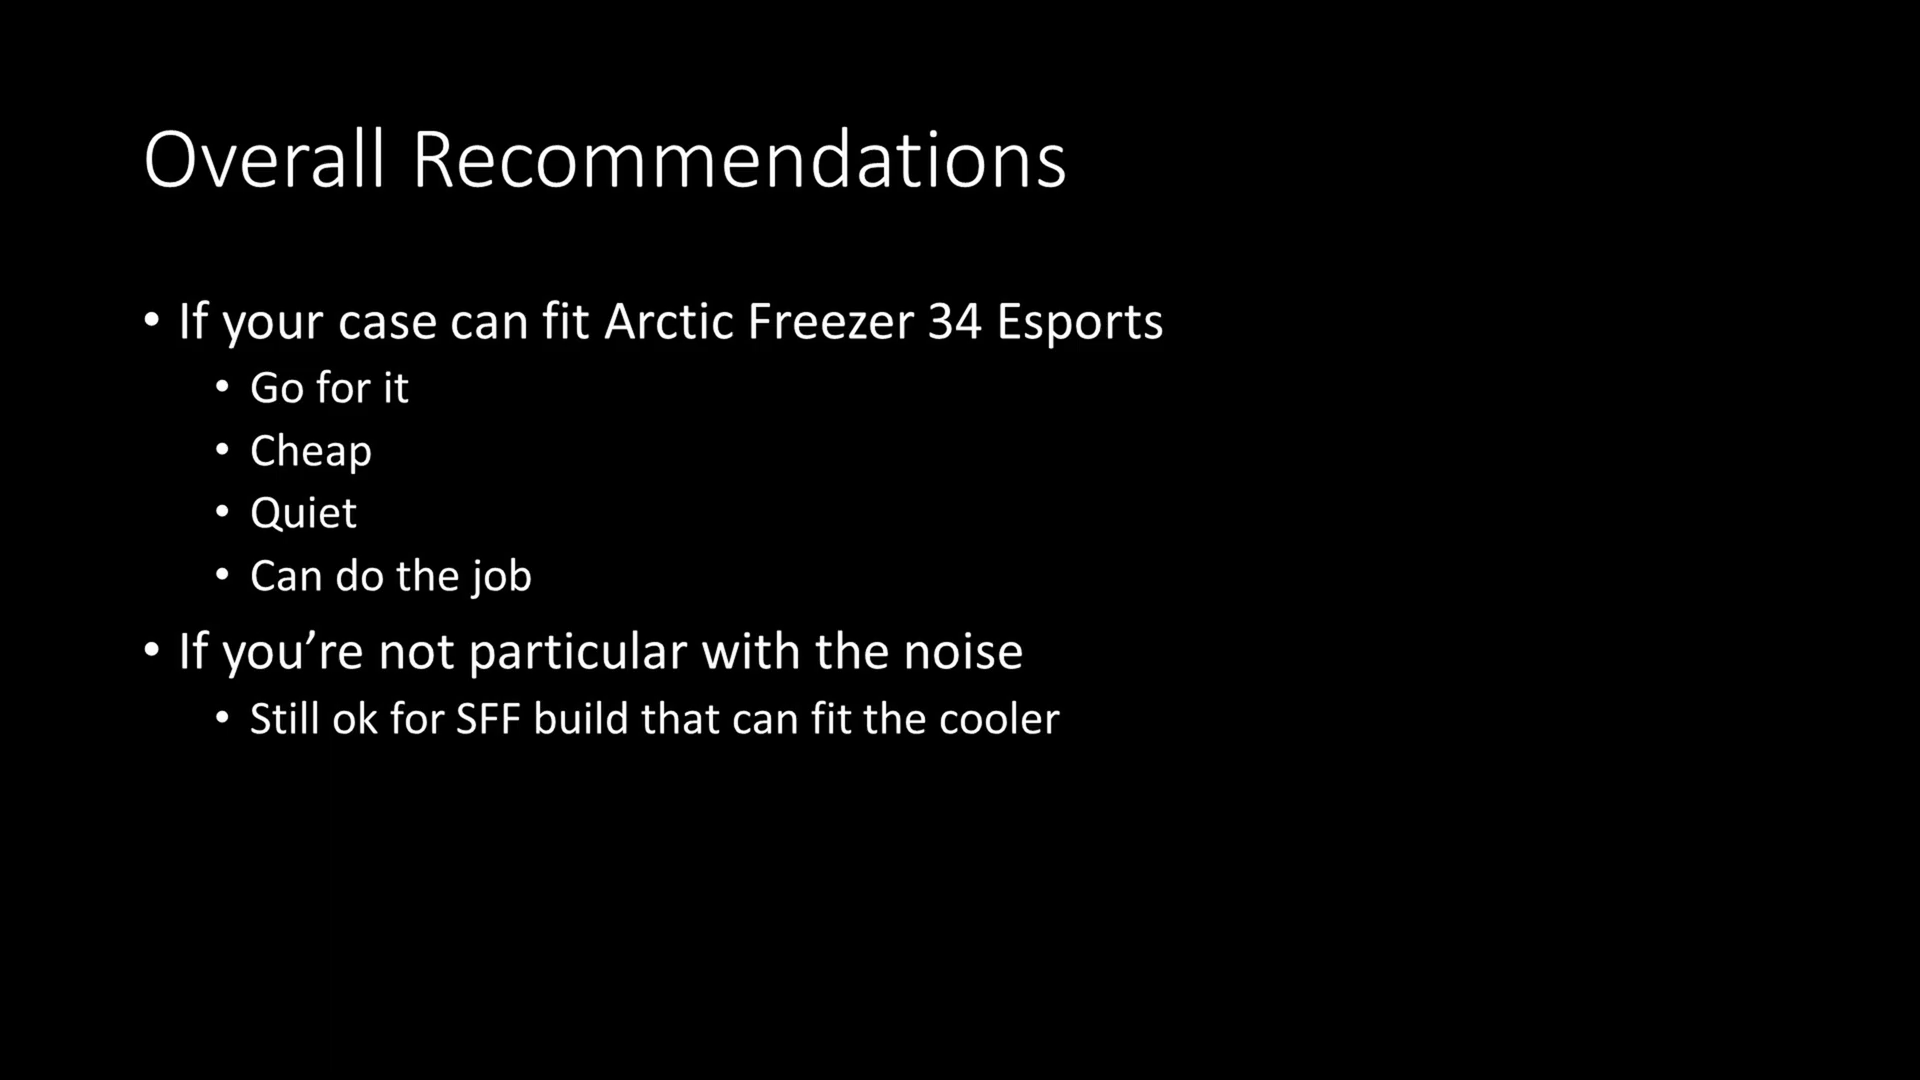 Overall Recommendations
• If your case can fit Arctic Freezer 34 Esports
• Go for it
• Cheap
• Quiet
• Can do the job
• If you’re not particular with the noise
• Still ok for SFF build that can fit the cooler